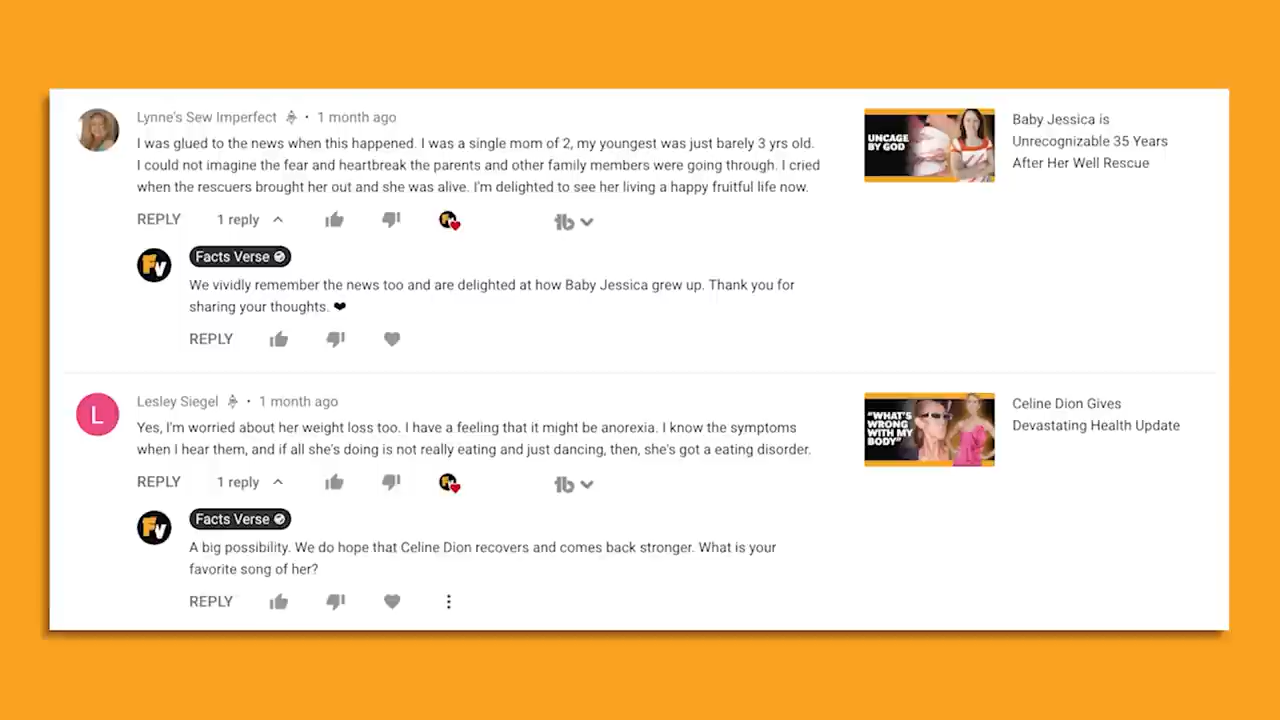 Lynne's Sew Imperfect • 1 month ago
I was glued to the news when this happened. I was a single mom of 2, my youngest was just barely 3 yrs old.
I could not imagine the fear and heartbreak the parents and other family members were going through. I cried
when the rescuers brought her out and she was alive. I'm delighted to see her living a happy fruitful life now.
REPLY 1 reply
tb
FV
Facts Verse
We vividly remember the news too and are delighted at how Baby Jessica grew up. Thank you for
sharing your thoughts. ❤
REPLY
UNCAGE
BY GOD
Baby Jessica is
Unrecognizable 35 Years
After Her Well Rescue
L
Lesley Siegel • 1 month ago
Yes, I'm worried about her weight loss too. I have a feeling that it might be anorexia. I know the symptoms
when I hear them, and if all she's doing is not really eating and just dancing, then, she's got a eating disorder.
REPLY 1 reply
tb
FV
Facts Verse
A big possibility. We do hope that Celine Dion recovers and comes back stronger. What is your
favorite song of her?
REPLY
"WHAT'S
WRONG
WITH MY
BODY"
Celine Dion Gives
Devastating Health Update